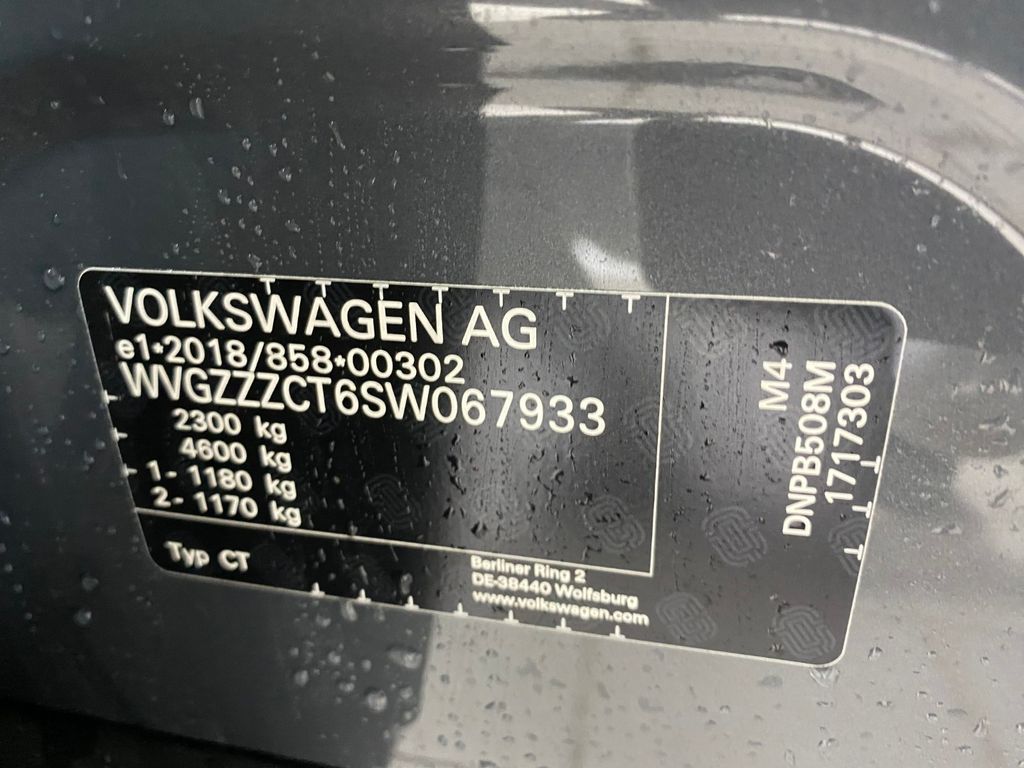 VOLKSWAGEN AG
e1*2018/858*00302
WVGZZZCT6SW067933
2300 kg
4600 kg
1- 1180 kg
2- 1170 kg
Typ CT
Berliner Ring 2
DE-38440 Wolfsburg
www.volkswagen.com
M4
DNPB508M
1717303